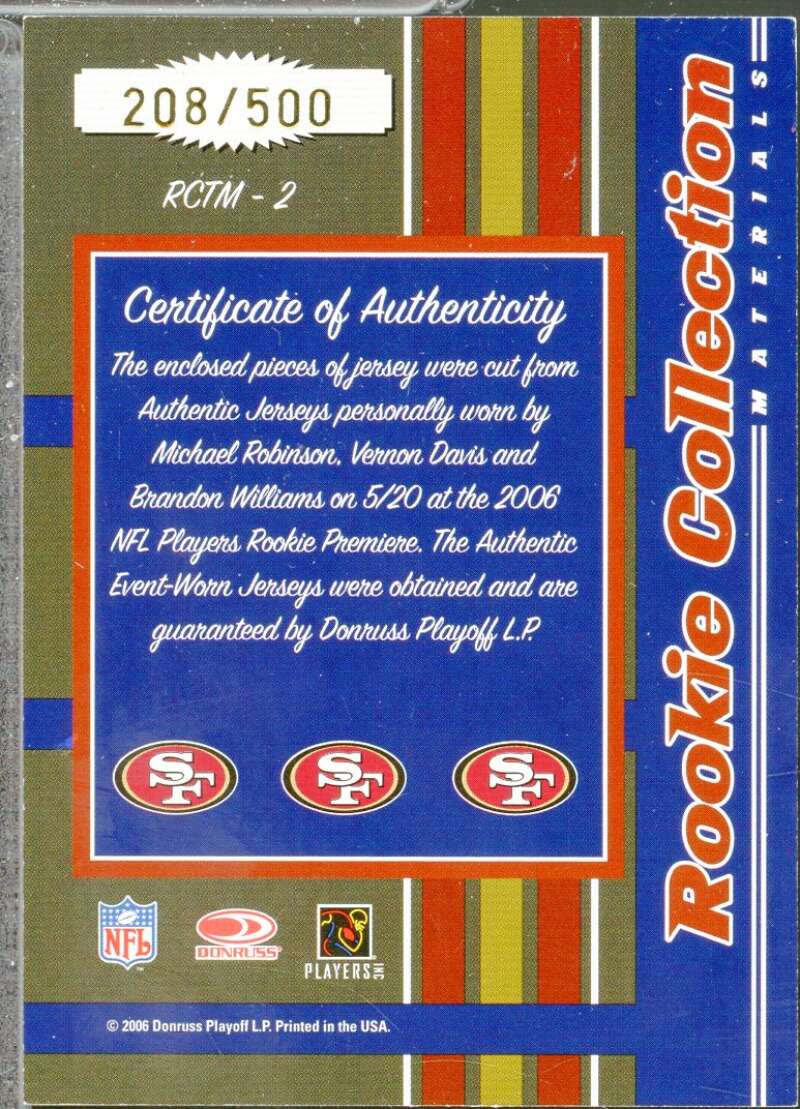 208/500
RCTM - 2
Certificate of Authenticity
The enclosed pieces of jersey were cut from
Authentic Jerseys personally worn by
Michael Robinson, Vernon Davis and
Brandon Williams on 5/20 at the 2006
NFL Players Rookie Premiere. The Authentic
Event-Worn Jerseys were obtained and are
guaranteed by Donruss Playoff L.P.
SF SF SF
NFL
DONRUSS
PLAYERS INC
© 2006 Donruss Playoff L.P. Printed in the USA.
Rookie Collection
MATERIALS